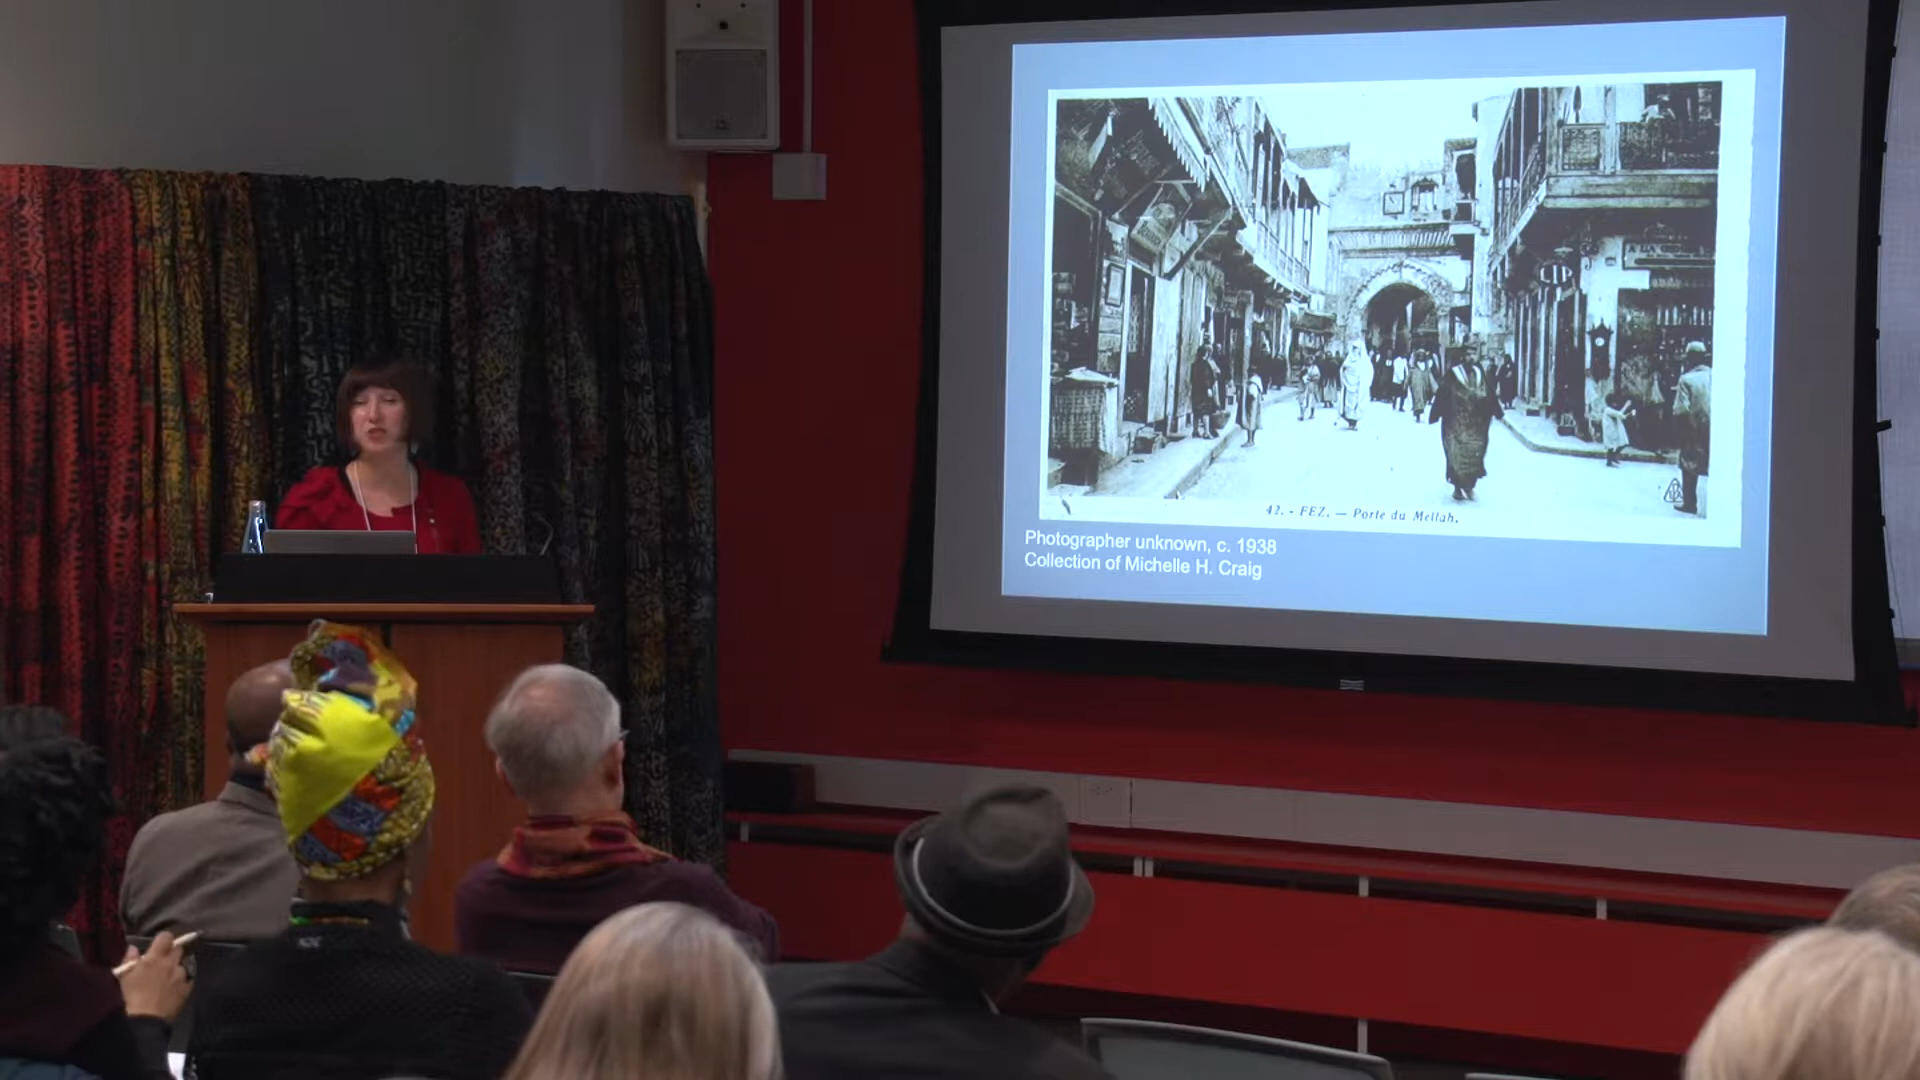 42. - FEZ. — Porte du Mellah.
Photographer unknown, c. 1938
Collection of Michelle H. Craig